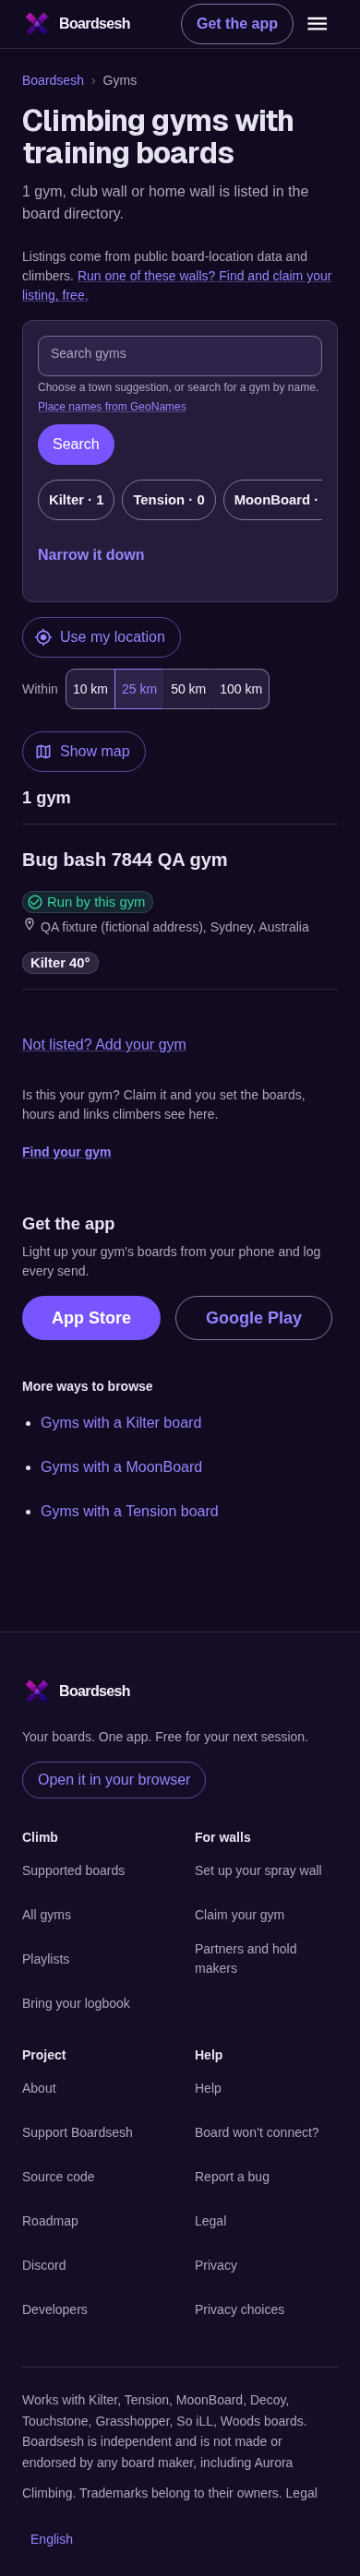 Boardsesh
Get the app
Boardsesh › Gyms
Climbing gyms with
training boards
1 gym, club wall or home wall is listed in the
board directory.
Listings come from public board-location data and
climbers. Run one of these walls? Find and claim your
listing, free.
Search gyms
Choose a town suggestion, or search for a gym by name.
Place names from GeoNames
Search
Kilter · 1
Tension · 0
MoonBoard ·
Narrow it down
Use my location
Within
10 km
25 km
50 km
100 km
Show map
1 gym
Bug bash 7844 QA gym
Run by this gym
QA fixture (fictional address), Sydney, Australia
Kilter 40°
Not listed? Add your gym
Is this your gym? Claim it and you set the boards,
hours and links climbers see here.
Find your gym
Get the app
Light up your gym's boards from your phone and log
every send.
App Store
Google Play
More ways to browse
Gyms with a Kilter board
Gyms with a MoonBoard
Gyms with a Tension board
Boardsesh
Your boards. One app. Free for your next session.
Open it in your browser
Climb
Supported boards
All gyms
Playlists
Bring your logbook
For walls
Set up your spray wall
Claim your gym
Partners and hold
makers
Project
About
Support Boardsesh
Source code
Roadmap
Discord
Developers
Help
Help
Board won't connect?
Report a bug
Legal
Privacy
Privacy choices
Works with Kilter, Tension, MoonBoard, Decoy,
Touchstone, Grasshopper, So iLL, Woods boards.
Boardsesh is independent and is not made or
endorsed by any board maker, including Aurora
Climbing. Trademarks belong to their owners. Legal
English